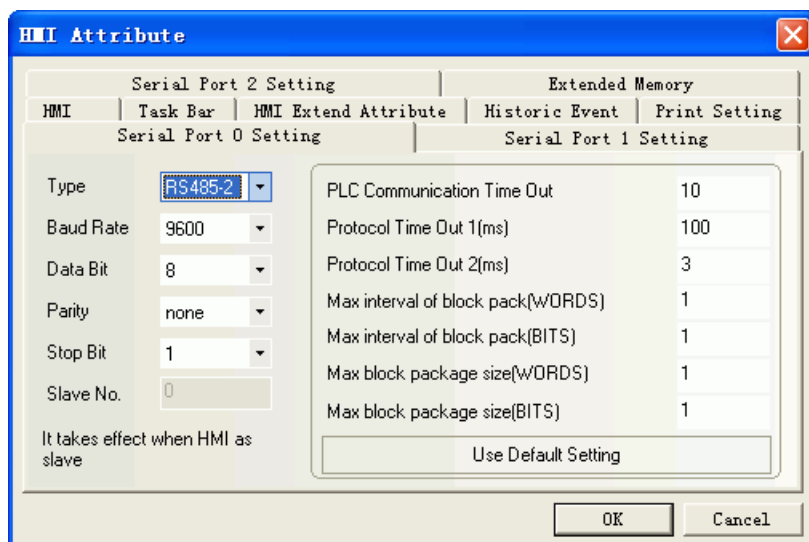 HMI Attribute
Serial Port 2 Setting
Extended Memory
HMI
Task Bar
HMI Extend Attribute
Historic Event
Print Setting
Serial Port 0 Setting
Serial Port 1 Setting
Type
RS485-2
Baud Rate
9600
Data Bit
8
Parity
none
Stop Bit
1
Slave No.
0
It takes effect when HMI as
slave
PLC Communication Time Out
10
Protocol Time Out 1(ms)
100
Protocol Time Out 2(ms)
3
Max interval of block pack(WORDS)
1
Max interval of block pack(BITS)
1
Max block package size(WORDS)
1
Max block package size(BITS)
1
Use Default Setting
OK
Cancel